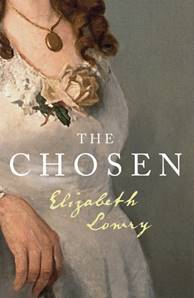 THE
CHOSEN
Elizabeth
Lowry